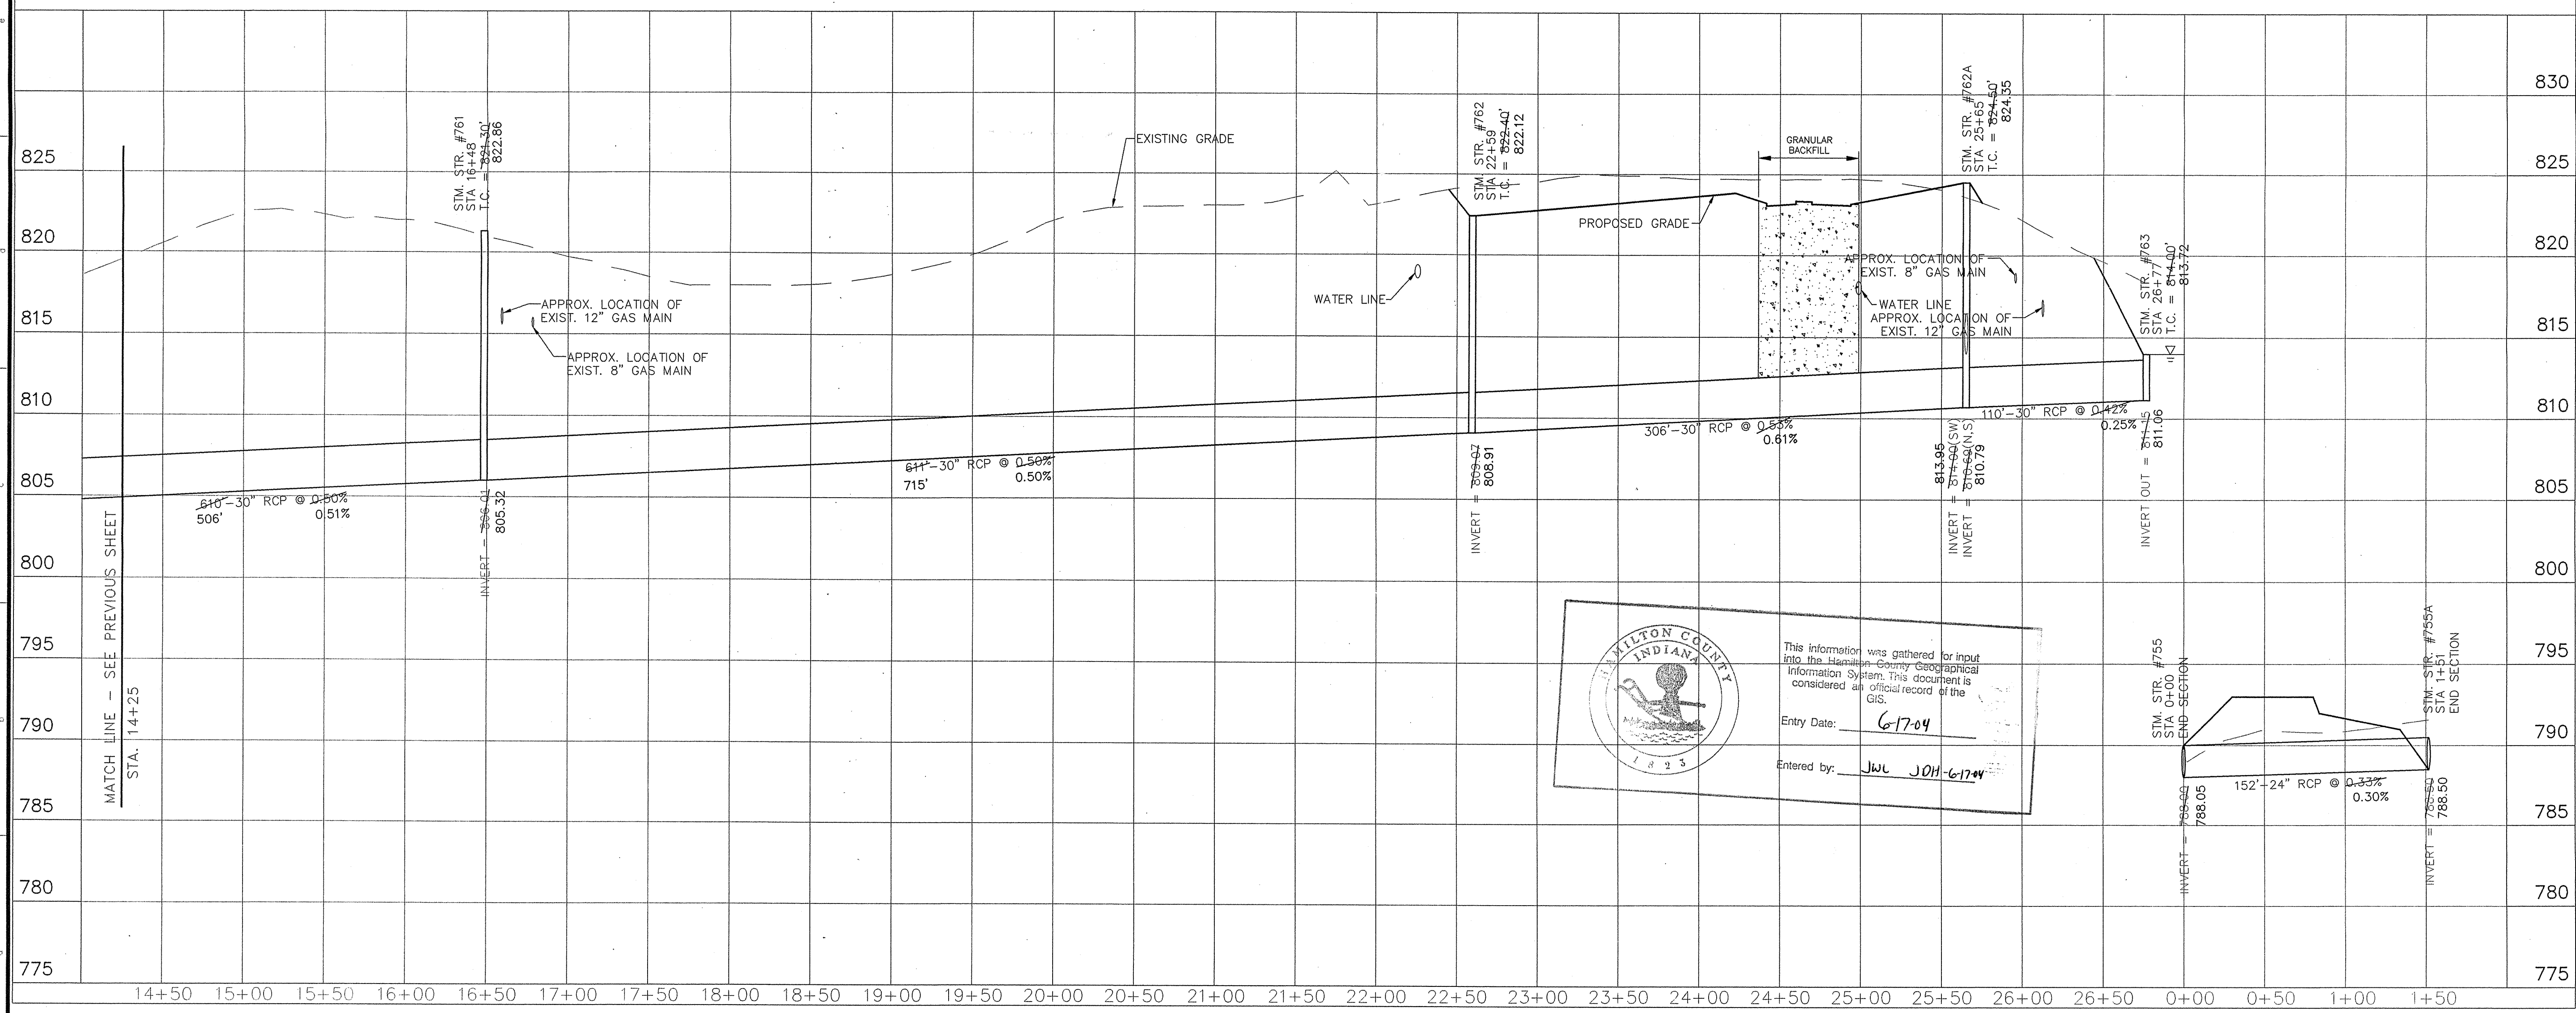 830
825
820
815
810
805
800
795
790
785
780
775
825
820
815
810
805
800
795
790
785
780
775
MATCH LINE - SEE PREVIOUS SHEET
STA. 14+25
STM. STR. #761
STA 16+48
T.C. = 821.30'
822.86
EXISTING GRADE
STM. STR. #762
STA 22+59
T.C. = 822.40'
822.12
GRANULAR
BACKFILL
STM. STR. #762A
STA 25+65
T.C. = 824.50'
824.35
PROPOSED GRADE
STM. STR. #763
STA 26+77
T.C. = 814.00'
813.72
WATER LINE
APPROX. LOCATION OF
EXIST. 8" GAS MAIN
WATER LINE
APPROX. LOCATION OF
EXIST. 12" GAS MAIN
APPROX. LOCATION OF
EXIST. 12" GAS MAIN
APPROX. LOCATION OF
EXIST. 8" GAS MAIN
610'-30" RCP @ 0.50%
506'
0.51%
INVERT = 806.01
805.32
611'-30" RCP @ 0.50%
715'
0.50%
INVERT = 809.07
808.91
306'-30" RCP @ 0.53%
0.61%
813.95
INVERT = 814.00(SW)
INVERT = 810.69(N,S)
810.79
110'-30" RCP @ 0.42%
0.25%
INVERT OUT = 811.15
811.06
HAMILTON COUNTY
INDIANA
1823
This information was gathered for input
into the Hamilton County Geographical
Information System. This document is
considered an official record of the
GIS.
Entry Date: 6-17-04
Entered by: JWL JDH-6-17-04
STM. STR. #755
STA 0+00
END SECTION
STM. STR. #755A
STA 1+51
END SECTION
152'-24" RCP @ 0.33%
0.30%
INVERT = 788.00
788.05
INVERT = 788.50
788.50
14+50 15+00 15+50 16+00 16+50 17+00 17+50 18+00 18+50 19+00 19+50 20+00 20+50 21+00 21+50 22+00 22+50 23+00 23+50 24+00 24+50 25+00 25+50 26+00 26+50 0+00 0+50 1+00 1+50